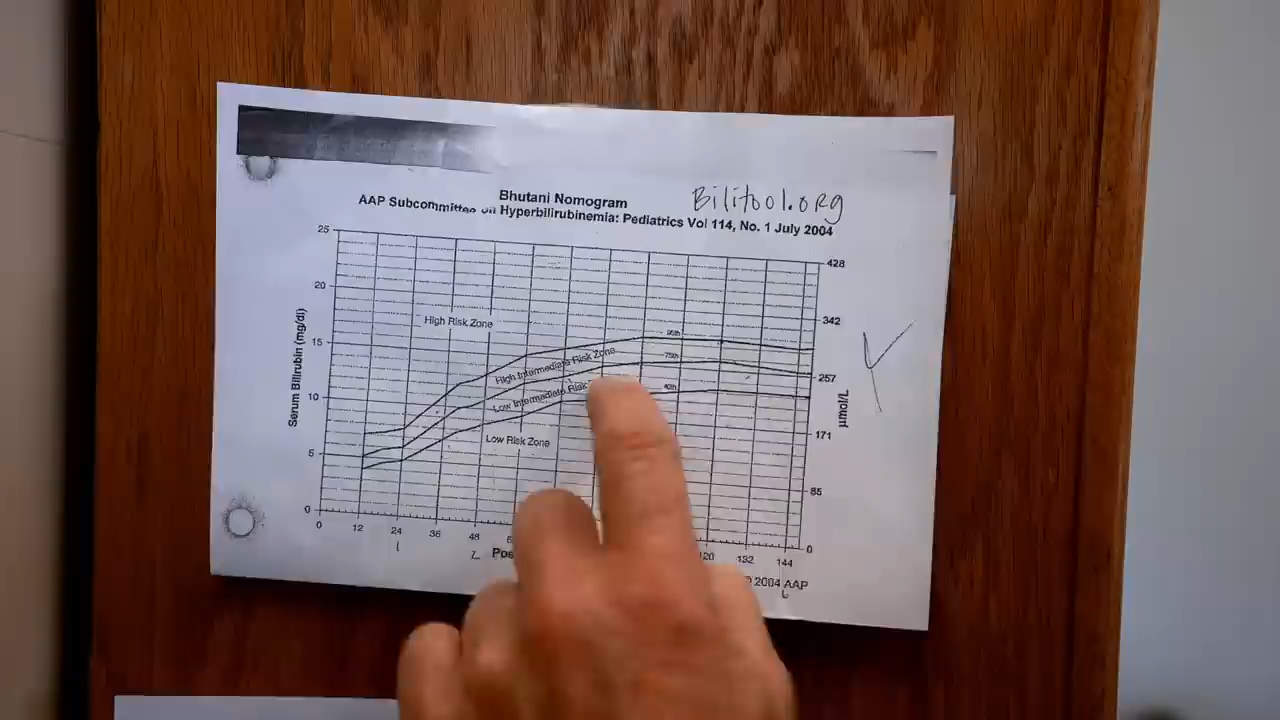 Bhutani Nomogram
Bilitool.org
AAP Subcommittee on Hyperbilirubinemia: Pediatrics Vol 114, No. 1 July 2004
25
428
20
342
High Risk Zone
15
95th
High Intermediate Risk Zone
75th
257
Low Intermediate Risk
40th
10
Serum Bilirubin (mg/dl)
µmol/L
171
Low Risk Zone
5
85
0
0
0 12 24 36 48 120 132 144
1
2004 AAP
6